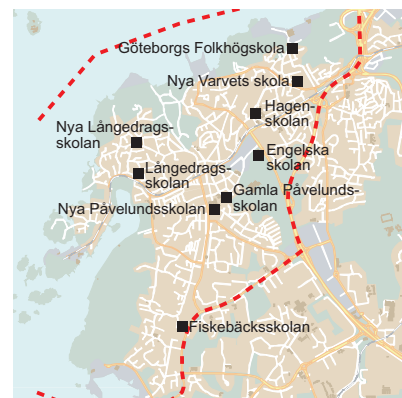 Göteborgs Folkhögskola
Nya Varvets skola
Hagen-
skolan
Nya Långedrags-
skolan
Engelska
skolan
Långedrags-
skolan
Gamla Påvelunds-
skolan
Nya Påvelundsskolan
Fiskebäcksskolan